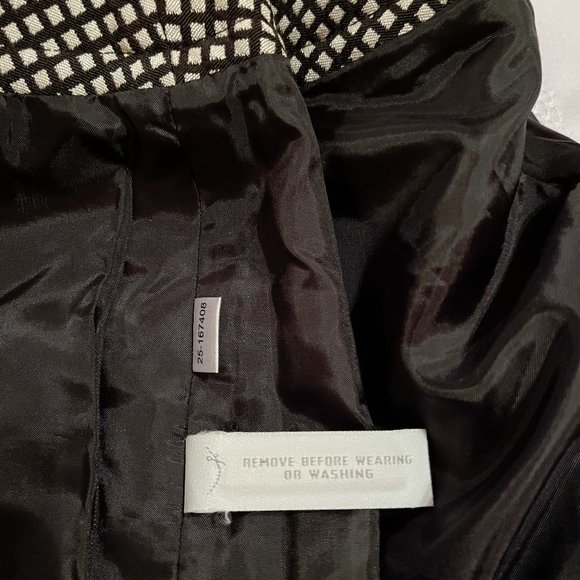 25-167408
REMOVE BEFORE WEARING
OR WASHING